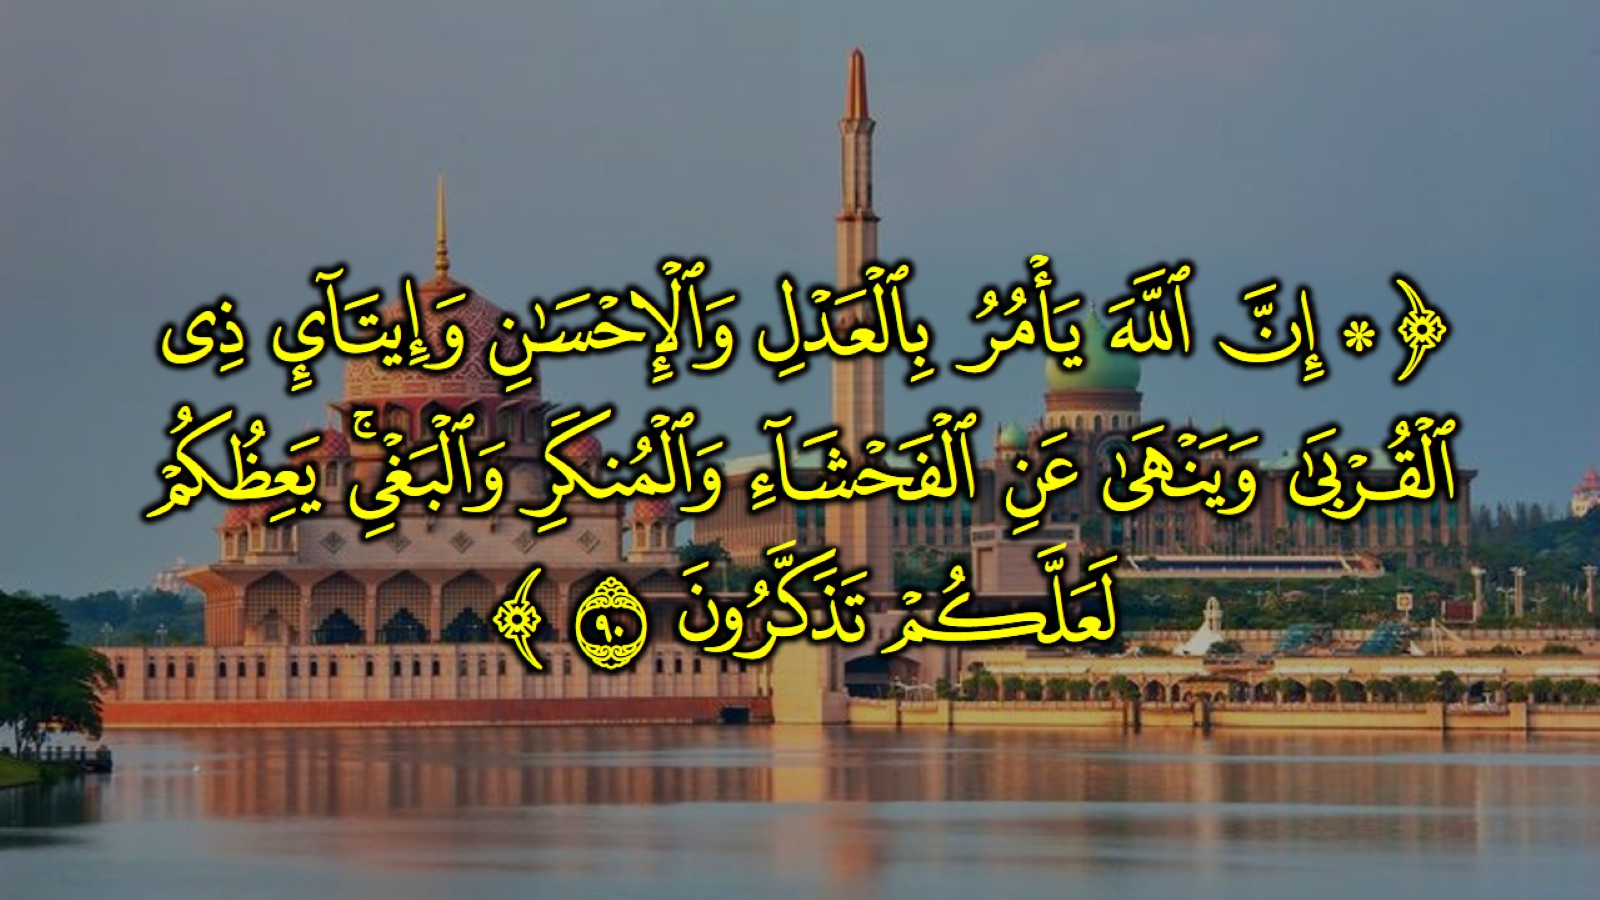 ﴿ * إِنَّ ٱللَّهَ يَأۡمُرُ بِٱلۡعَدۡلِ وَٱلۡإِحۡسَٰنِ وَإِيتَآيِٕ ذِى
ٱلۡقُرۡبَىٰ وَيَنۡهَىٰ عَنِ ٱلۡفَحۡشَآءِ وَٱلۡمُنكَرِ وَٱلۡبَغۡيِۚ يَعِظُكُمۡ
لَعَلَّكُمۡ تَذَكَّرُونَ ٩٠ ﴾